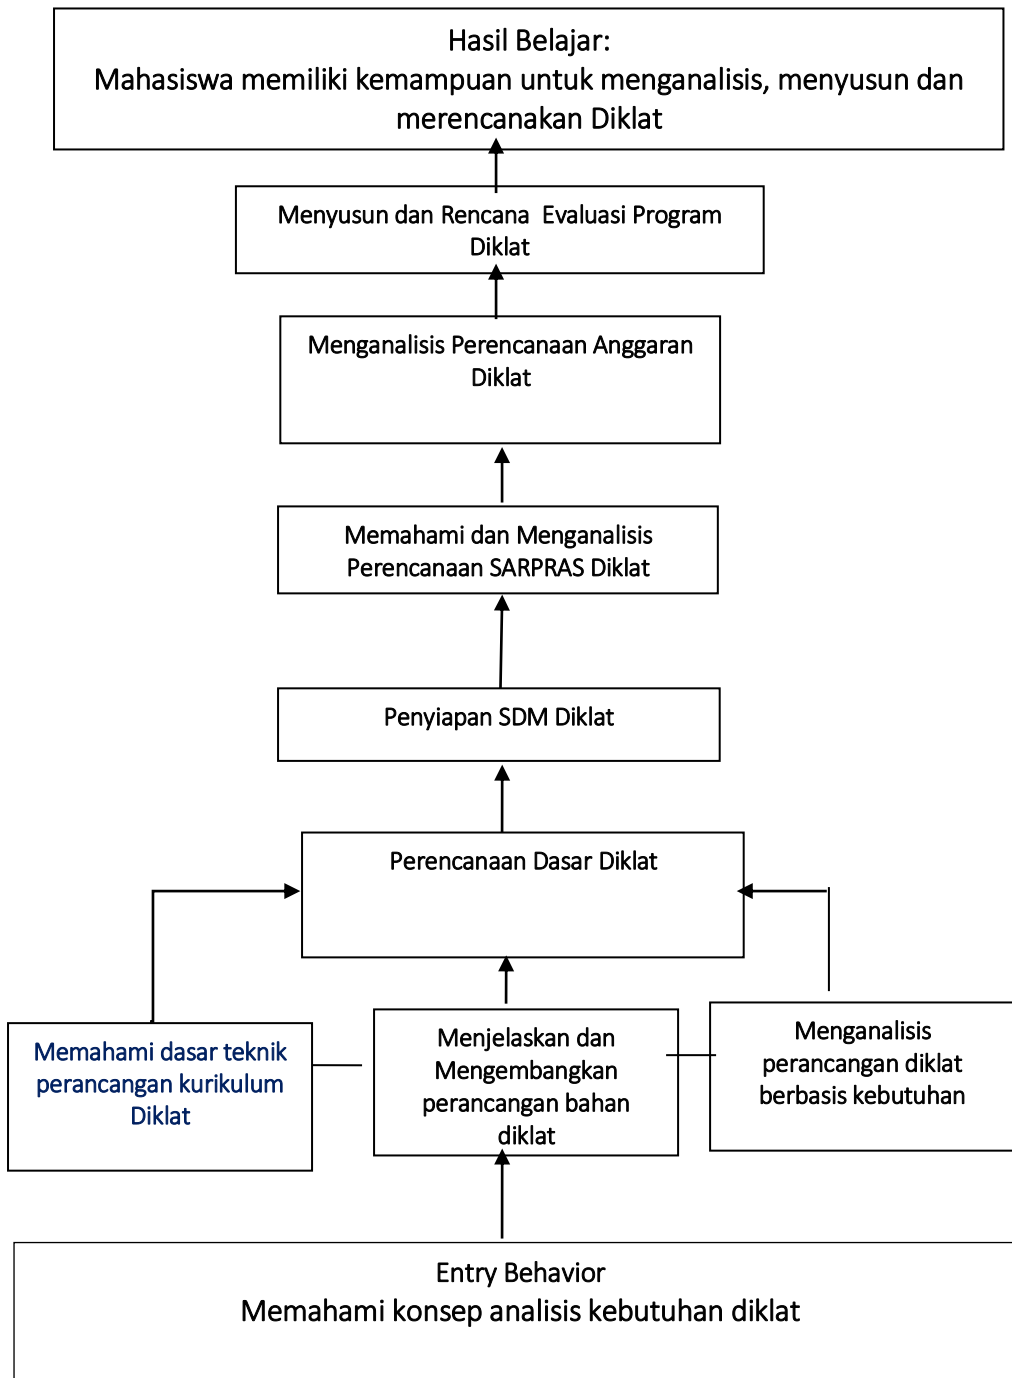 Hasil Belajar:
Mahasiswa memiliki kemampuan untuk menganalisis, menyusun dan
merencanakan Diklat
Menyusun dan Rencana Evaluasi Program
Diklat
Menganalisis Perencanaan Anggaran
Diklat
Memahami dan Menganalisis
Perencanaan SARPRAS Diklat
Penyiapan SDM Diklat
Perencanaan Dasar Diklat
Memahami dasar teknik
perancangan kurikulum
Diklat
Menjelaskan dan
Mengembangkan
perancangan bahan
diklat
Menganalisis
perancangan diklat
berbasis kebutuhan
Entry Behavior
Memahami konsep analisis kebutuhan diklat